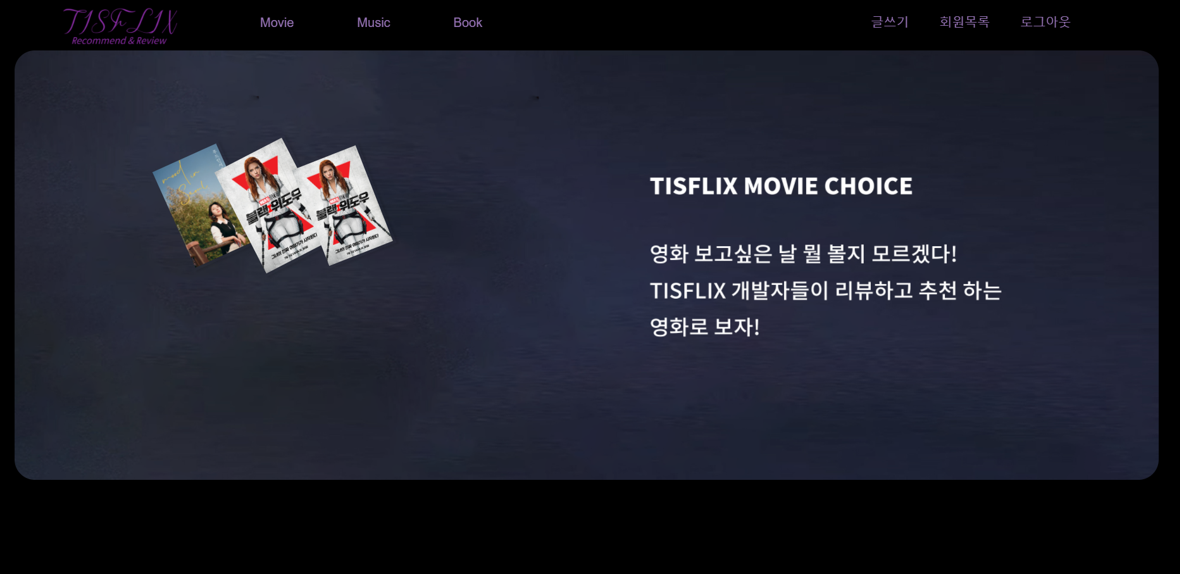 TISFLIX
Recommend & Review
Movie Music Book
글쓰기 회원목록 로그아웃
블랙 위도우
블랙 위도우
TISFLIX MOVIE CHOICE
영화 보고싶은 날 뭘 볼지 모르겠다!
TISFLIX 개발자들이 리뷰하고 추천 하는
영화로 보자!